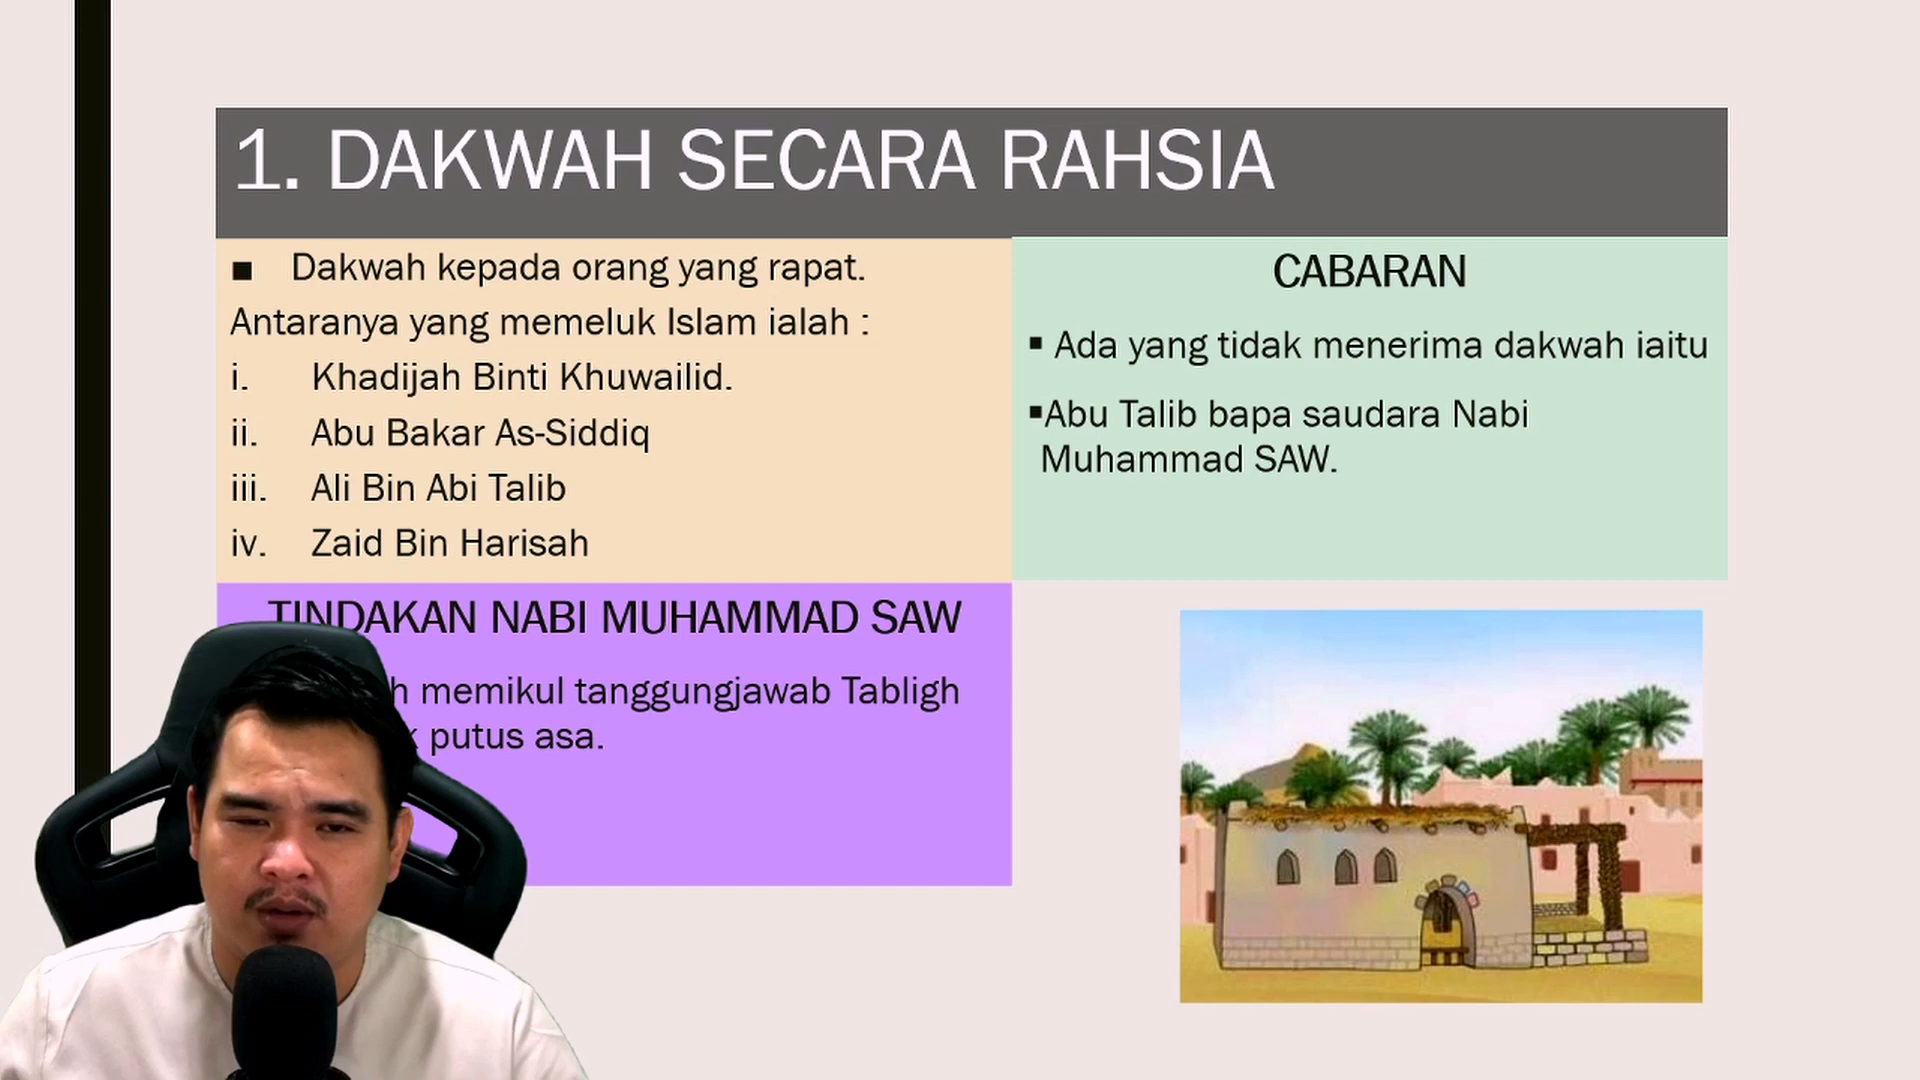 1. DAKWAH SECARA RAHSIA
▪ Dakwah kepada orang yang rapat.
Antaranya yang memeluk Islam ialah :
i. Khadijah Binti Khuwailid.
ii. Abu Bakar As-Siddiq
iii. Ali Bin Abi Talib
iv. Zaid Bin Harisah
CABARAN
▪ Ada yang tidak menerima dakwah iaitu
▪Abu Talib bapa saudara Nabi
Muhammad SAW.
TINDAKAN NABI MUHAMMAD SAW
memikul tanggungjawab Tabligh
putus asa.